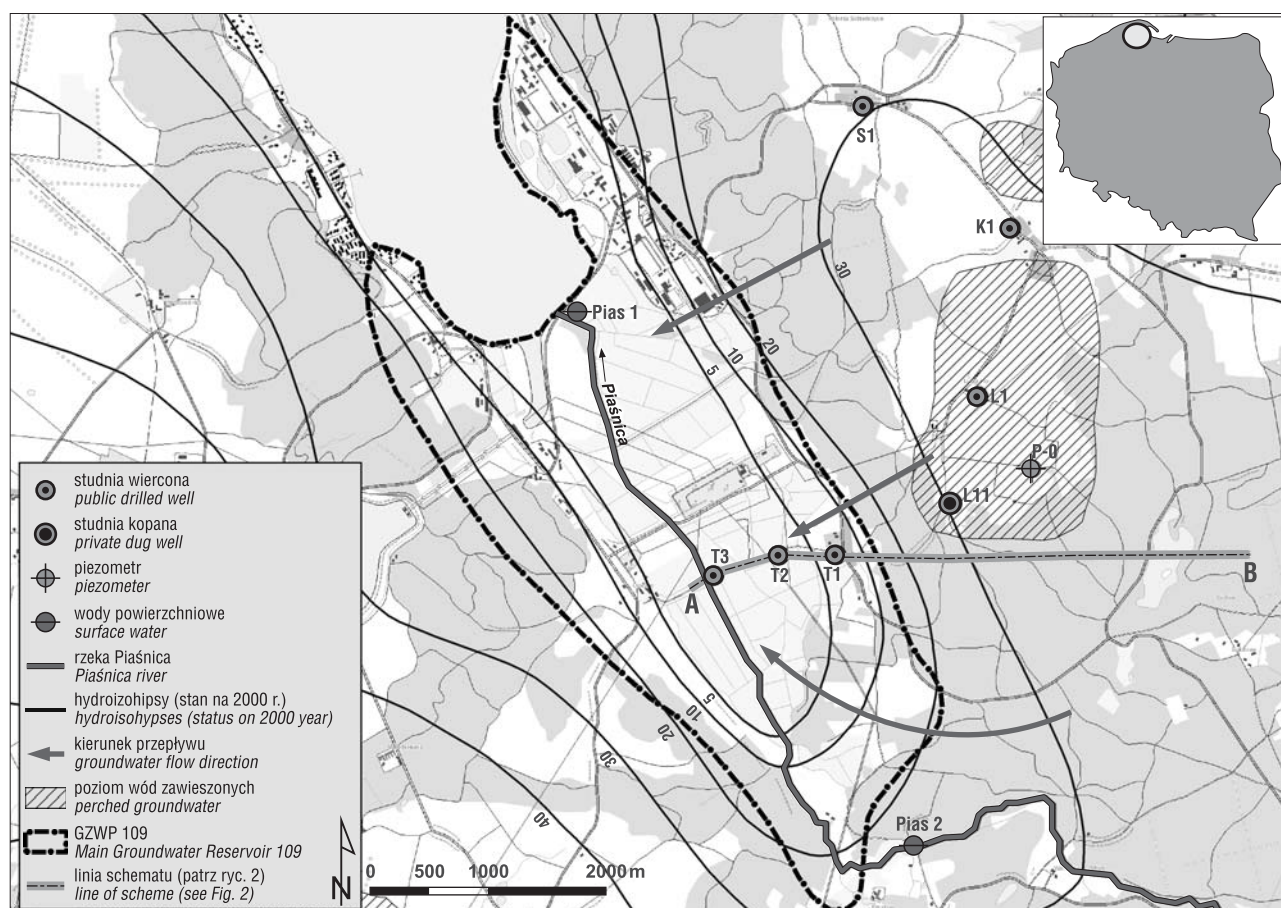 S1
K1
30
Pias 1
20
10
5
Piaśnica
L1
P-0
L11
T3
T2
T1
A
B
5
10
20
30
40
Pias 2
studnia wiercona
public drilled well
studnia kopana
private dug well
piezometr
piezometer
wody powierzchniowe
surface water
rzeka Piaśnica
Piaśnica river
hydroizohipsy (stan na 2000 r.)
hydroisohypses (status on 2000 year)
kierunek przepływu
groundwater flow direction
poziom wód zawieszonych
perched groundwater
GZWP 109
Main Groundwater Reservoir 109
linia schematu (patrz ryc. 2)
line of scheme (see Fig. 2)
N
0 500 1000 2000 m